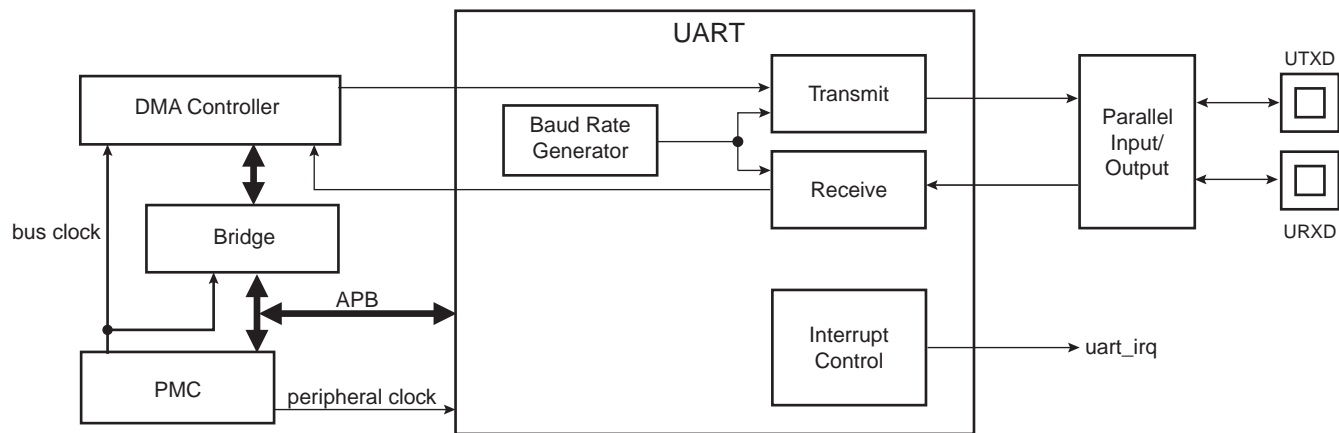 UART
UTXD
DMA Controller
Transmit
Baud Rate
Generator
Parallel
Input/
Output
Receive
bus clock
Bridge
URXD
APB
Interrupt
Control
uart_irq
PMC
peripheral clock